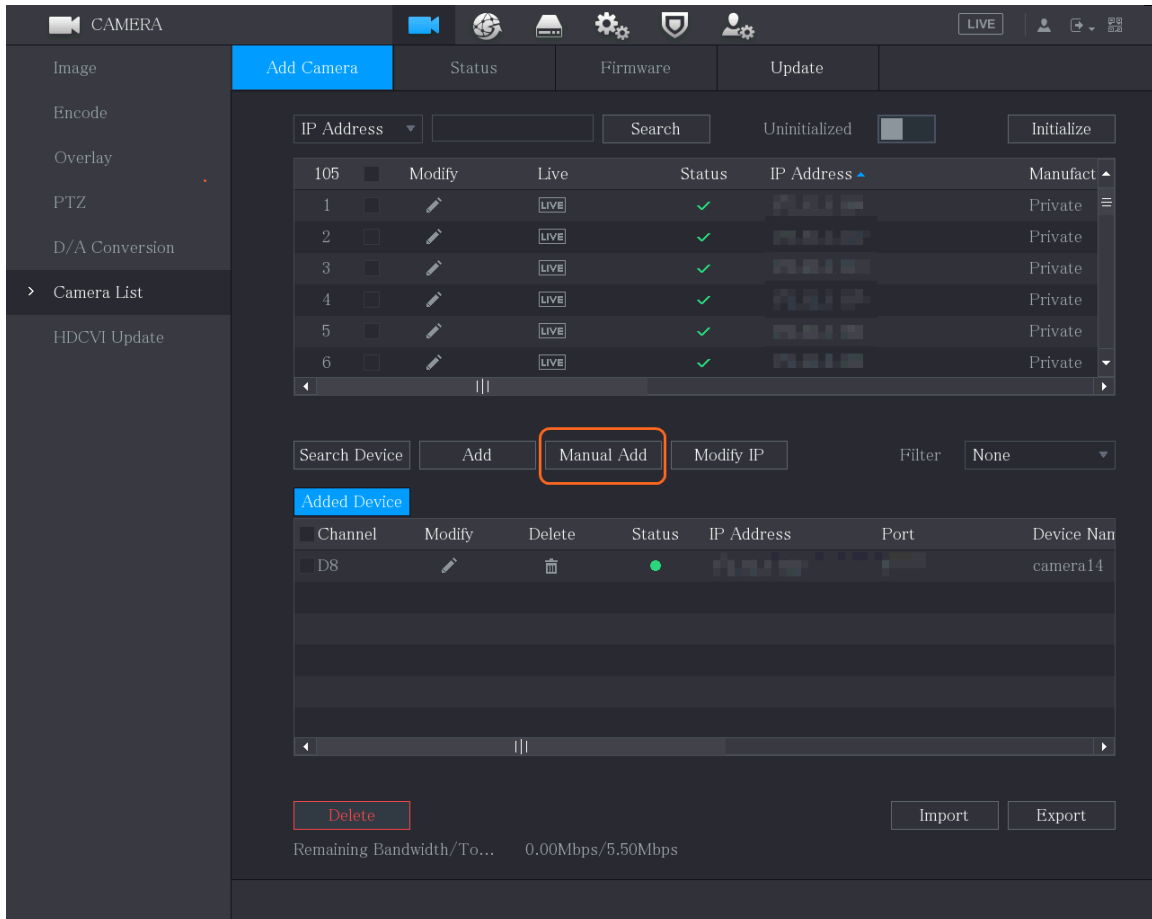 CAMERA LIVE
Image
Encode
Overlay
PTZ
D/A Conversion
Camera List
HDCVI Update
Add Camera Status Firmware Update
IP Address Search Uninitialized Initialize
105 Modify Live Status IP Address Manufact
1 LIVE Private
2 LIVE Private
3 LIVE Private
4 LIVE Private
5 LIVE Private
6 LIVE Private
Search Device Add Manual Add Modify IP Filter None
Added Device
Channel Modify Delete Status IP Address Port Device Nam
D8 camera14
Delete Import Export
Remaining Bandwidth/To... 0.00Mbps/5.50Mbps